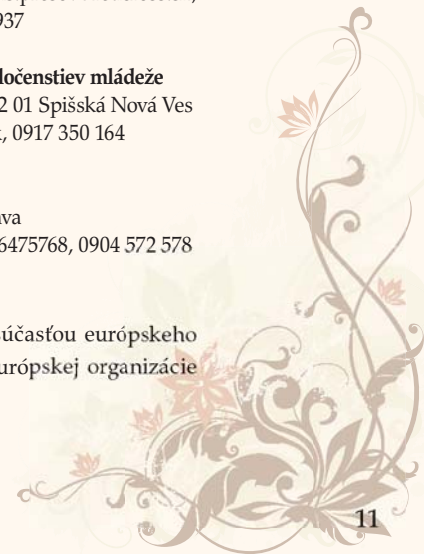 937
ločenstiev mládeže
2 01 Spišská Nová Ves
, 0917 350 164
ava
6475768, 0904 572 578
účasťou európskeho
urópskej organizácie
11